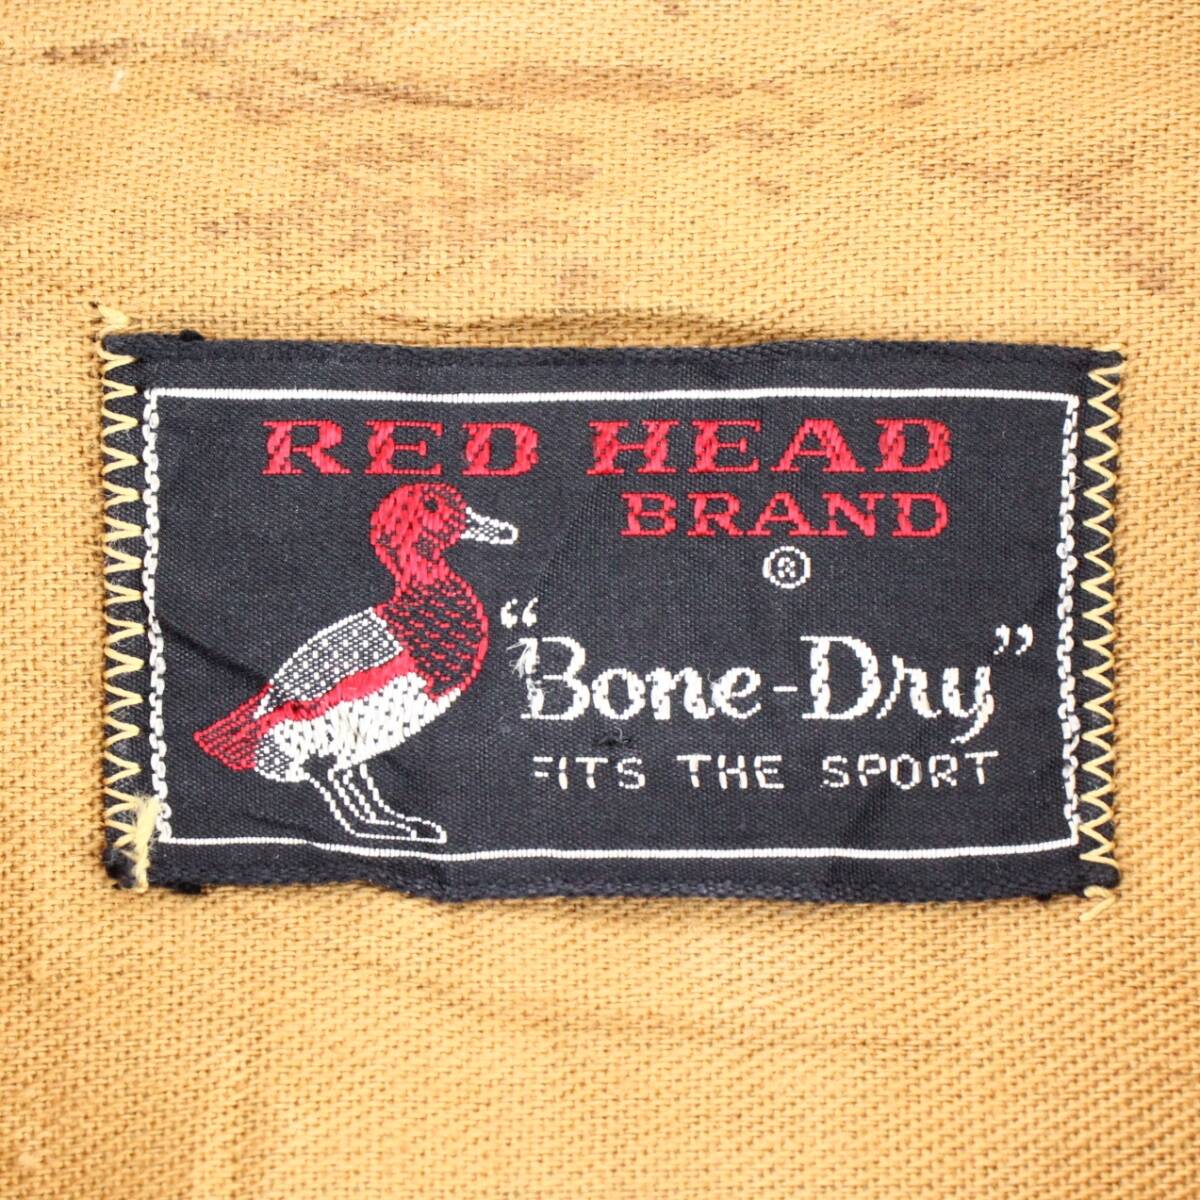 RED HEAD
BRAND
®
“Bone-Dry”
FITS THE SPORT